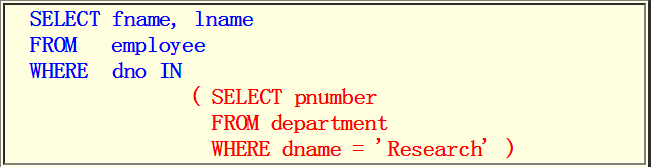 SELECT fname, lname
FROM employee
WHERE dno IN
( SELECT pnumber
FROM department
WHERE dname = 'Research' )